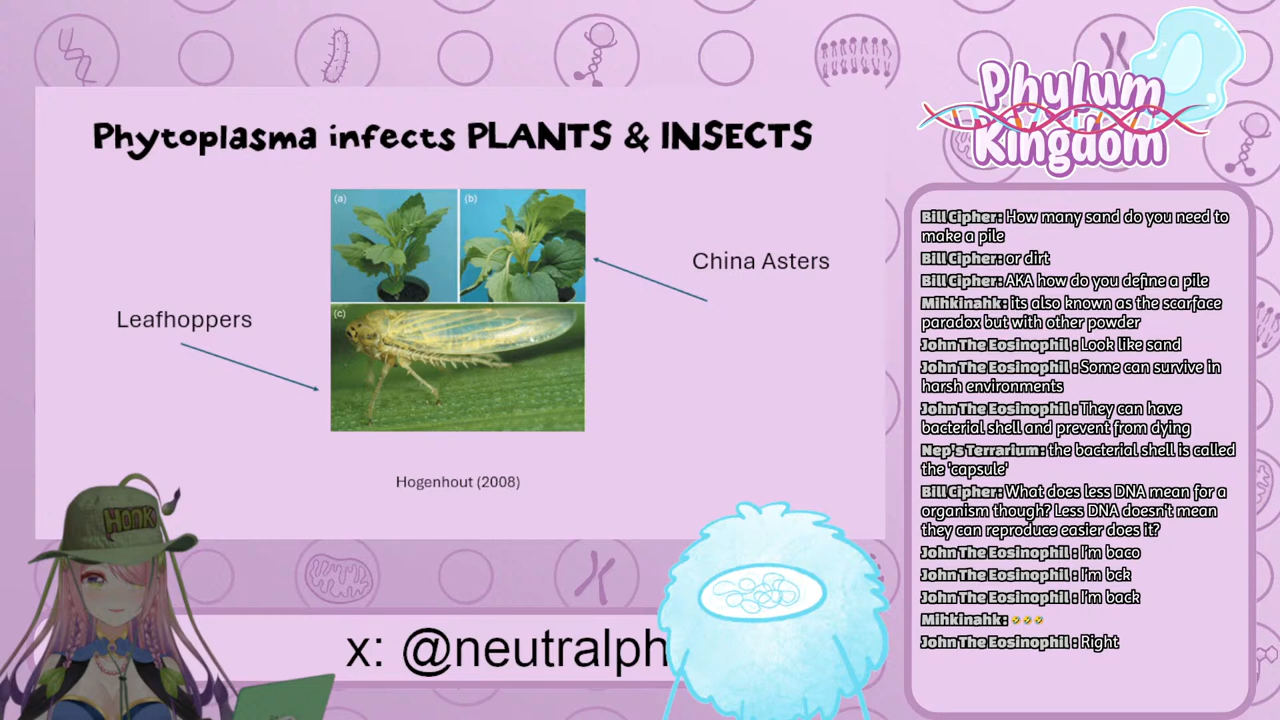 Phylum
Kingdom
Phytoplasma infects PLANTS & INSECTS
(a)
(b)
(c)
China Asters
Leafhoppers
Hogenhout (2008)
Honk
x: @neutralph
Bill Cipher: How many sand do you need to
make a pile
Bill Cipher: or dirt
Bill Cipher: AKA how do you define a pile
Mihkinahk: its also known as the scarface
paradox but with other powder
John The Eosinophil : Look like sand
John The Eosinophil : Some can survive in
harsh environments
John The Eosinophil : They can have
bacterial shell and prevent from dying
Nep's Terrarium: the bacterial shell is called
the 'capsule'
Bill Cipher: What does less DNA mean for a
organism though? Less DNA doesn't mean
they can reproduce easier does it?
John The Eosinophil : I'm baco
John The Eosinophil : I'm bck
John The Eosinophil : I'm back
Mihkinahk: 🤣🤣🤣
John The Eosinophil : Right